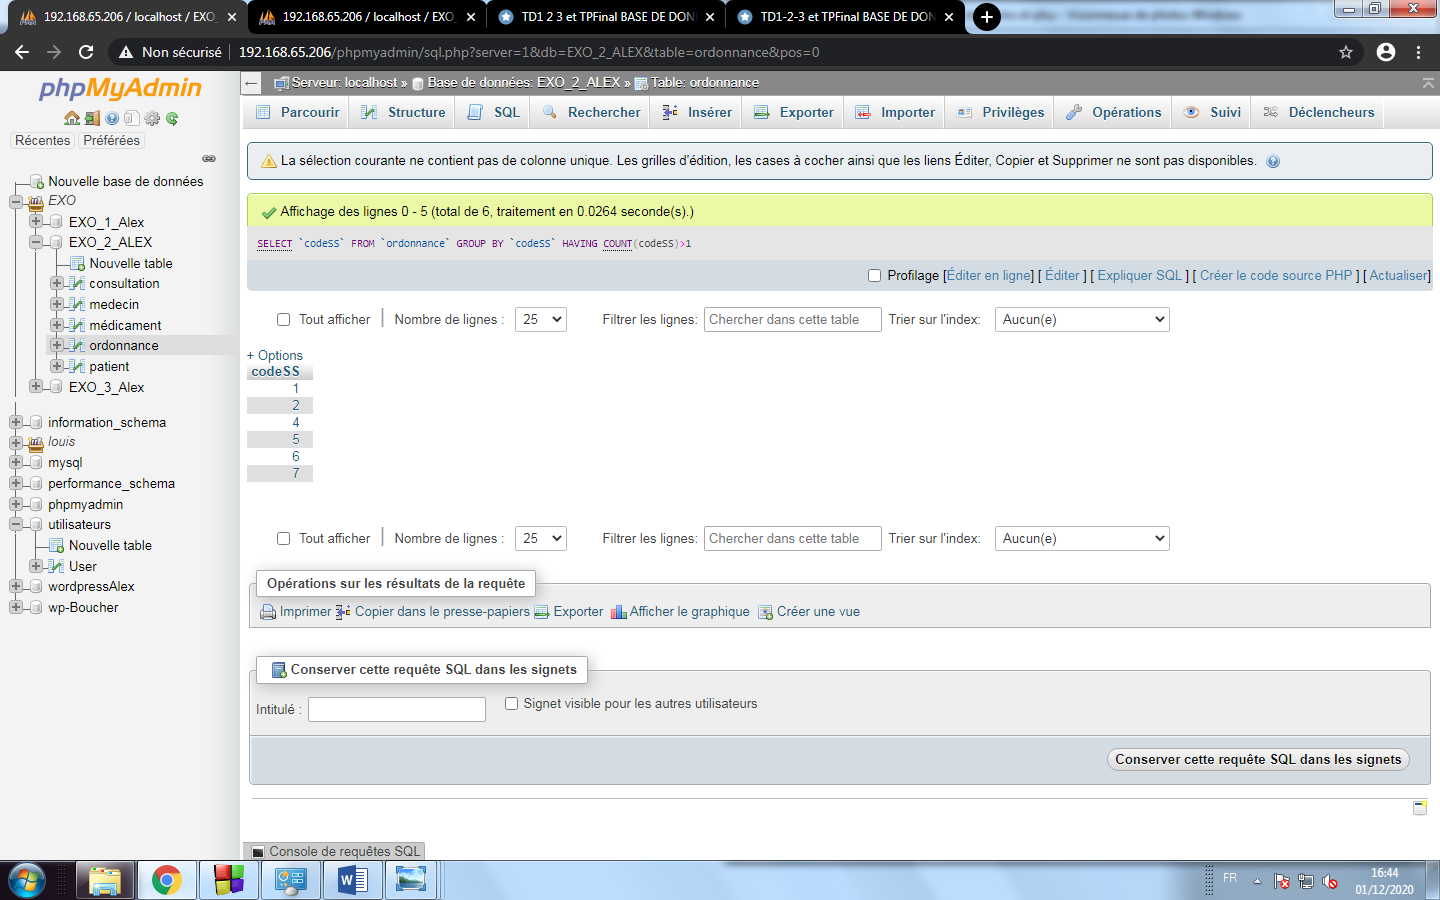 192.168.65.206 / localhost / EXO_
192.168.65.206 / localhost / EXO_
TD1 2 3 et TPFinal BASE DE DON
TD1-2-3 et TPFinal BASE DE DON
Non sécurisé
192.168.65.206/phpmyadmin/sql.php?server=1&db=EXO_2_ALEX&table=ordonnance&pos=0
phpMyAdmin
Récentes
Préférées
Nouvelle base de données
EXO
EXO_1_Alex
EXO_2_ALEX
Nouvelle table
consultation
medecin
médicament
ordonnance
patient
EXO_3_Alex
information_schema
louis
mysql
performance_schema
phpmyadmin
utilisateurs
Nouvelle table
User
wordpressAlex
wp-Boucher
Serveur: localhost » Base de données: EXO_2_ALEX » Table: ordonnance
Parcourir
Structure
SQL
Rechercher
Insérer
Exporter
Importer
Privilèges
Opérations
Suivi
Déclencheurs
La sélection courante ne contient pas de colonne unique. Les grilles d'édition, les cases à cocher ainsi que les liens Éditer, Copier et Supprimer ne sont pas disponibles.
Affichage des lignes 0 - 5 (total de 6, traitement en 0.0264 seconde(s).)
SELECT `codeSS` FROM `ordonnance` GROUP BY `codeSS` HAVING COUNT(codeSS)>1
Profilage [Éditer en ligne] [ Éditer ] [ Expliquer SQL ] [ Créer le code source PHP ] [ Actualiser]
Tout afficher
Nombre de lignes :
25
Filtrer les lignes:
Chercher dans cette table
Trier sur l'index:
Aucun(e)
+ Options
codeSS
1
2
4
5
6
7
Tout afficher
Nombre de lignes :
25
Filtrer les lignes:
Chercher dans cette table
Trier sur l'index:
Aucun(e)
Opérations sur les résultats de la requête
Imprimer
Copier dans le presse-papiers
Exporter
Afficher le graphique
Créer une vue
Conserver cette requête SQL dans les signets
Intitulé :
Signet visible pour les autres utilisateurs
Conserver cette requête SQL dans les signets
Console de requêtes SQL
FR
16:44
01/12/2020